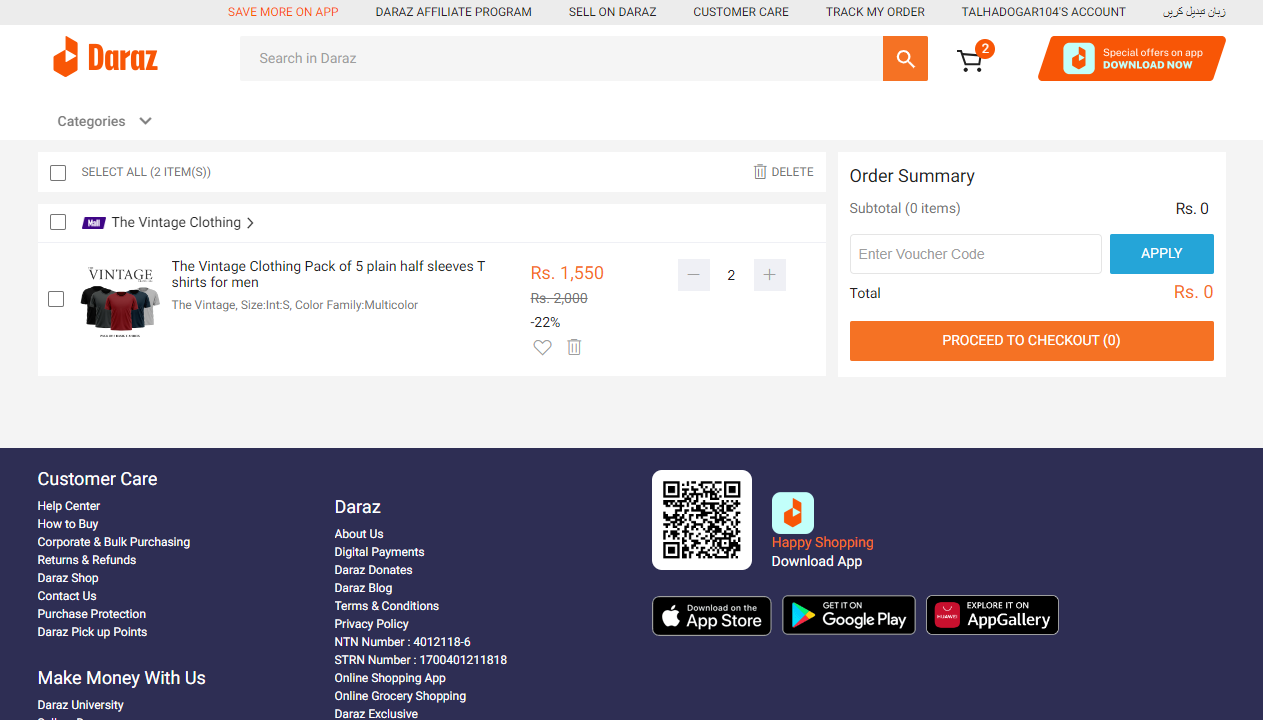 SAVE MORE ON APP DARAZ AFFILIATE PROGRAM SELL ON DARAZ CUSTOMER CARE TRACK MY ORDER TALHADOGAR104'S ACCOUNT زبان تبدیل کریں
Daraz
Search in Daraz
2
Special offers on app
DOWNLOAD NOW
Categories
SELECT ALL (2 ITEM(S))
DELETE
Mall The Vintage Clothing
VINTAGE
The Vintage Clothing Pack of 5 plain half sleeves T
shirts for men
The Vintage, Size:Int:S, Color Family:Multicolor
Rs. 1,550
Rs. 2,000
-22%
2
Order Summary
Subtotal (0 items) Rs. 0
Enter Voucher Code APPLY
Total Rs. 0
PROCEED TO CHECKOUT (0)
Customer Care
Help Center
How to Buy
Corporate & Bulk Purchasing
Returns & Refunds
Daraz Shop
Contact Us
Purchase Protection
Daraz Pick up Points
Make Money With Us
Daraz University
Daraz
About Us
Digital Payments
Daraz Donates
Daraz Blog
Terms & Conditions
Privacy Policy
NTN Number : 4012118-6
STRN Number : 1700401211818
Online Shopping App
Online Grocery Shopping
Daraz Exclusive
Happy Shopping
Download App
Download on the
App Store
GET IT ON
Google Play
HUAWEI
EXPLORE IT ON
AppGallery